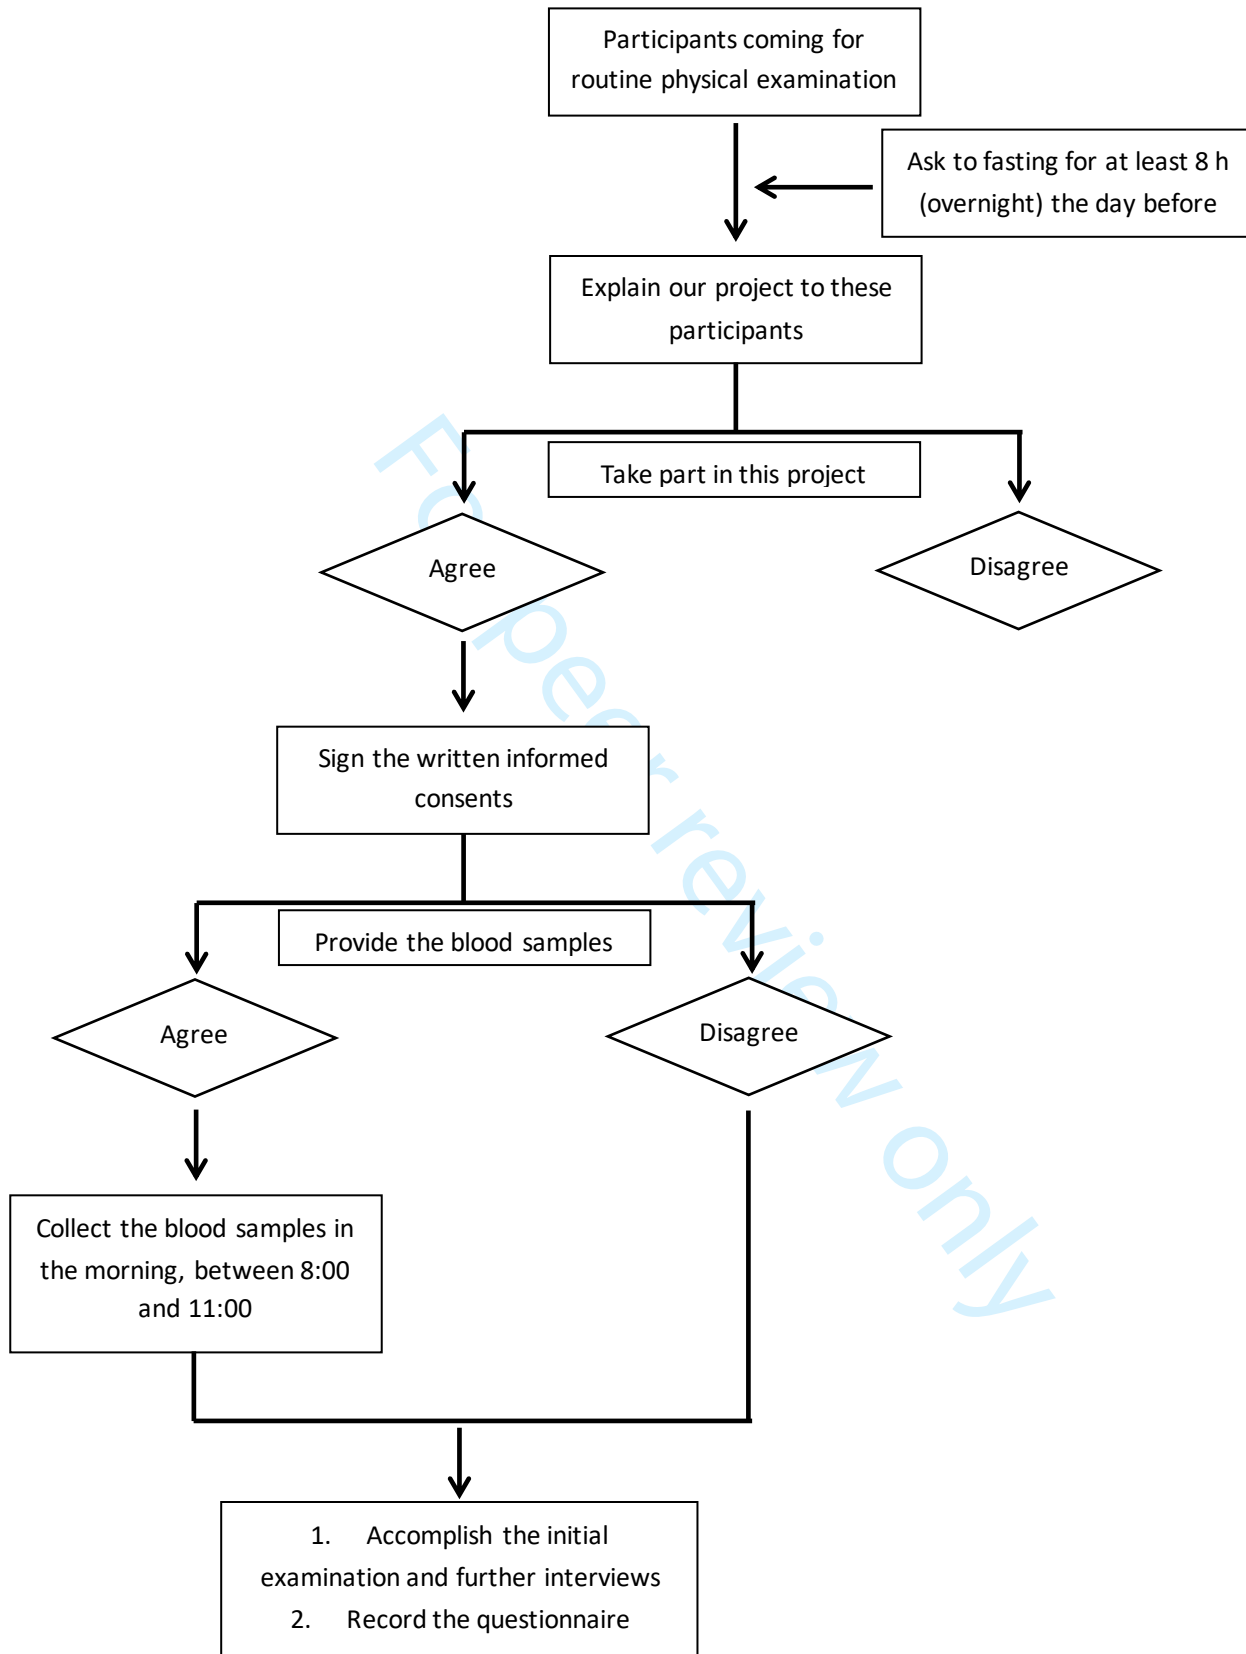 Participants coming for
routine physical examination
Ask to fasting for at least 8 h
(overnight) the day before
Explain our project to these
participants
Take part in this project
Agree
Disagree
Sign the written informed
consents
Provide the blood samples
Agree
Disagree
Collect the blood samples in
the morning, between 8:00
and 11:00
1. Accomplish the initial
examination and further interviews
2. Record the questionnaire
For peer review only